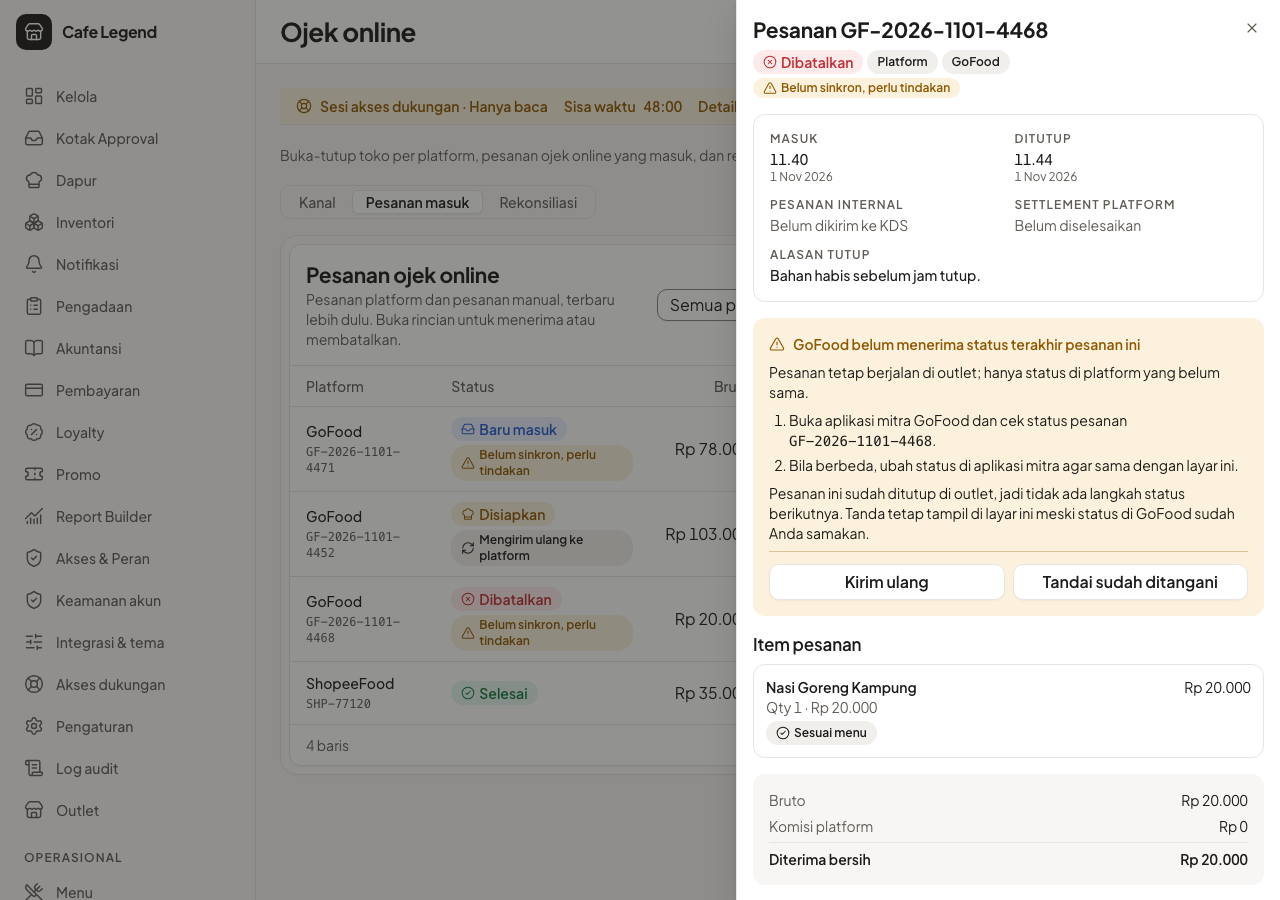 Cafe Legend
Kelola
Kotak Approval
Dapur
Inventori
Notifikasi
Pengadaan
Akuntansi
Pembayaran
Loyalty
Promo
Report Builder
Akses & Peran
Keamanan akun
Integrasi & tema
Akses dukungan
Pengaturan
Log audit
Outlet
OPERASIONAL
Menu
Ojek online
Sesi akses dukungan · Hanya baca Sisa waktu 48:00 Detail
Buka-tutup toko per platform, pesanan ojek online yang masuk, dan re
Kanal Pesanan masuk Rekonsiliasi
Pesanan ojek online
Pesanan platform dan pesanan manual, terbaru
lebih dulu. Buka rincian untuk menerima atau
membatalkan.
Semua p
Platform Status Bru
GoFood
GF-2026-1101-
4471
Baru masuk
Belum sinkron, perlu
tindakan
Rp 78.00
GoFood
GF-2026-1101-
4452
Disiapkan
Mengirim ulang ke
platform
Rp 103.00
GoFood
GF-2026-1101-
4468
Dibatalkan
Belum sinkron, perlu
tindakan
Rp 20.00
ShopeeFood
SHP-77120
Selesai
Rp 35.00
4 baris
Pesanan GF-2026-1101-4468
Dibatalkan Platform GoFood
Belum sinkron, perlu tindakan
MASUK
11.40
1 Nov 2026
DITUTUP
11.44
1 Nov 2026
PESANAN INTERNAL
Belum dikirim ke KDS
SETTLEMENT PLATFORM
Belum diselesaikan
ALASAN TUTUP
Bahan habis sebelum jam tutup.
GoFood belum menerima status terakhir pesanan ini
Pesanan tetap berjalan di outlet; hanya status di platform yang belum
sama.
1. Buka aplikasi mitra GoFood dan cek status pesanan
GF-2026-1101-4468.
2. Bila berbeda, ubah status di aplikasi mitra agar sama dengan layar ini.
Pesanan ini sudah ditutup di outlet, jadi tidak ada langkah status
berikutnya. Tanda tetap tampil di layar ini meski status di GoFood sudah
Anda samakan.
Kirim ulang Tandai sudah ditangani
Item pesanan
Nasi Goreng Kampung Rp 20.000
Qty 1 · Rp 20.000
Sesuai menu
Bruto Rp 20.000
Komisi platform Rp 0
Diterima bersih Rp 20.000